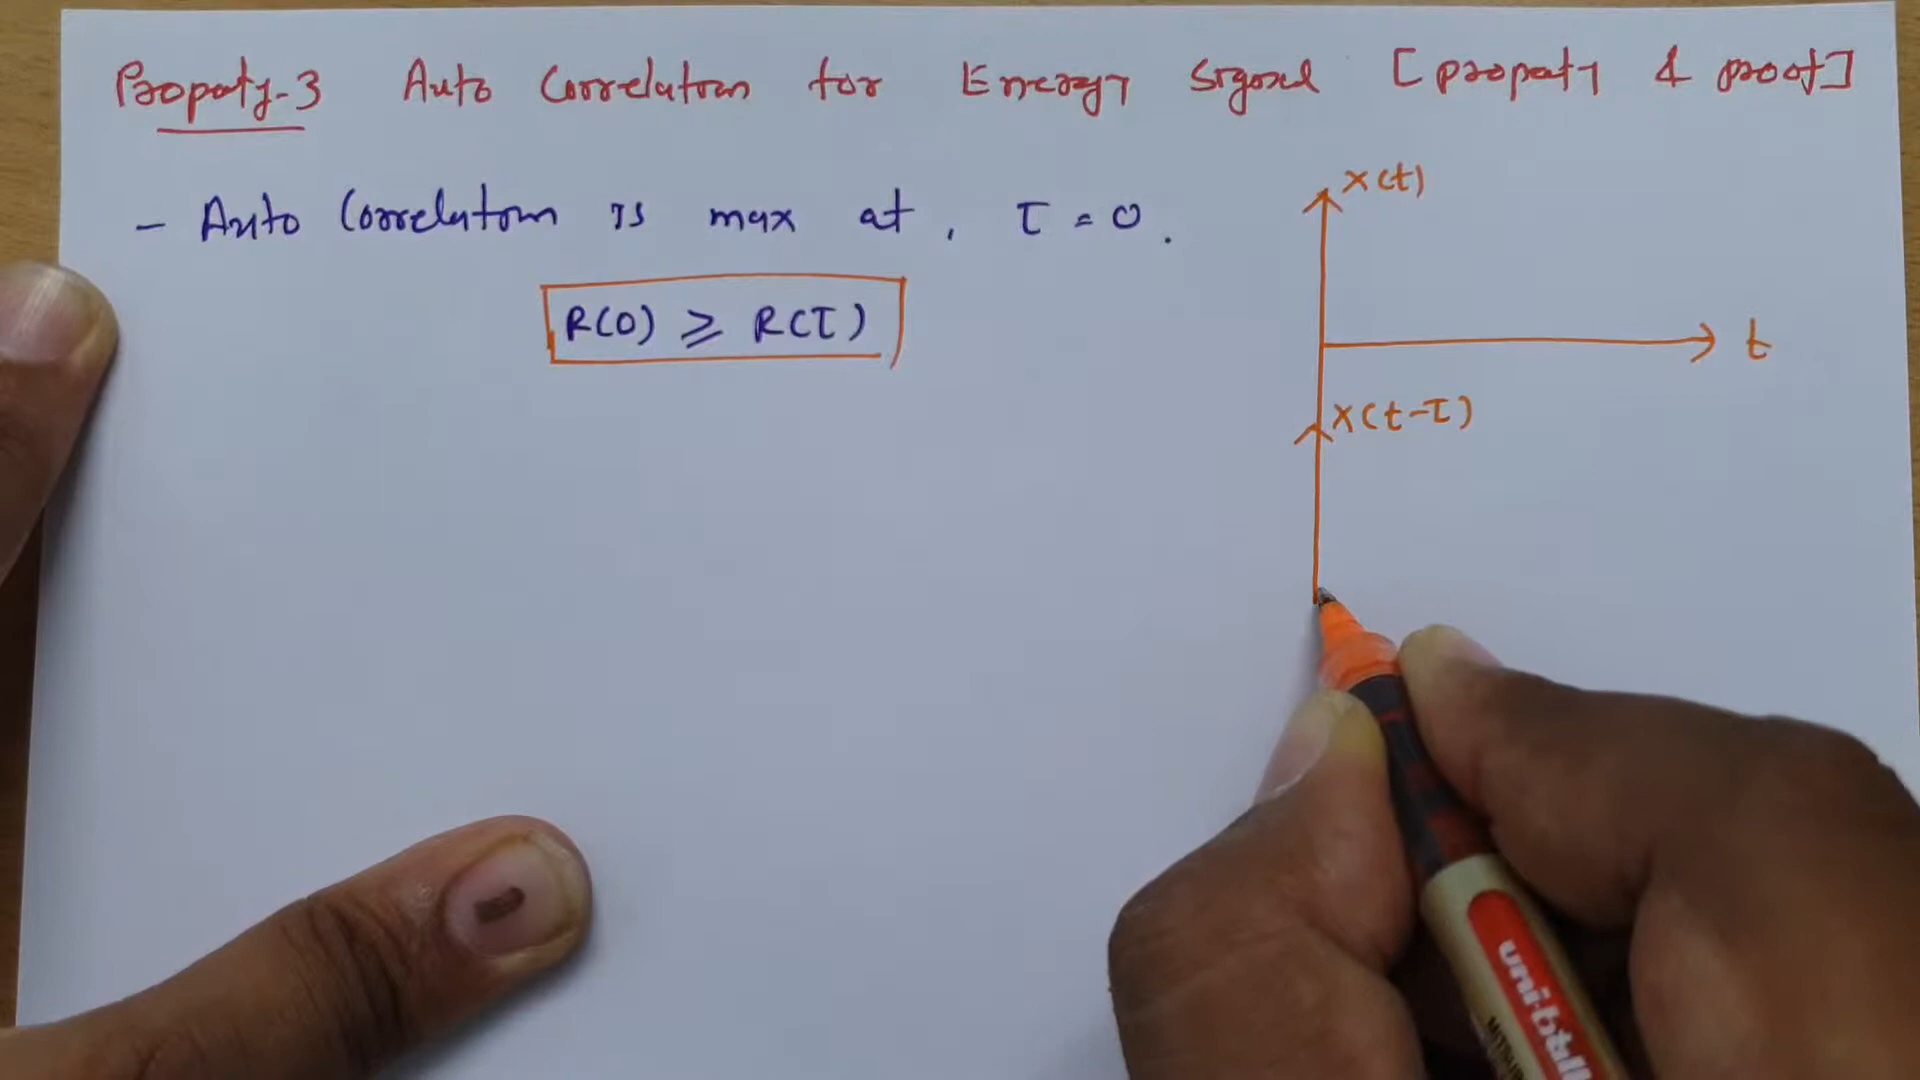 Property-3 Auto Correlation for Energy Signal [property & proof]
- Auto Correlation is max at, τ = 0.
R(0) ⩾ R(τ)
x(t)
t
x(t-τ)
uni-ball